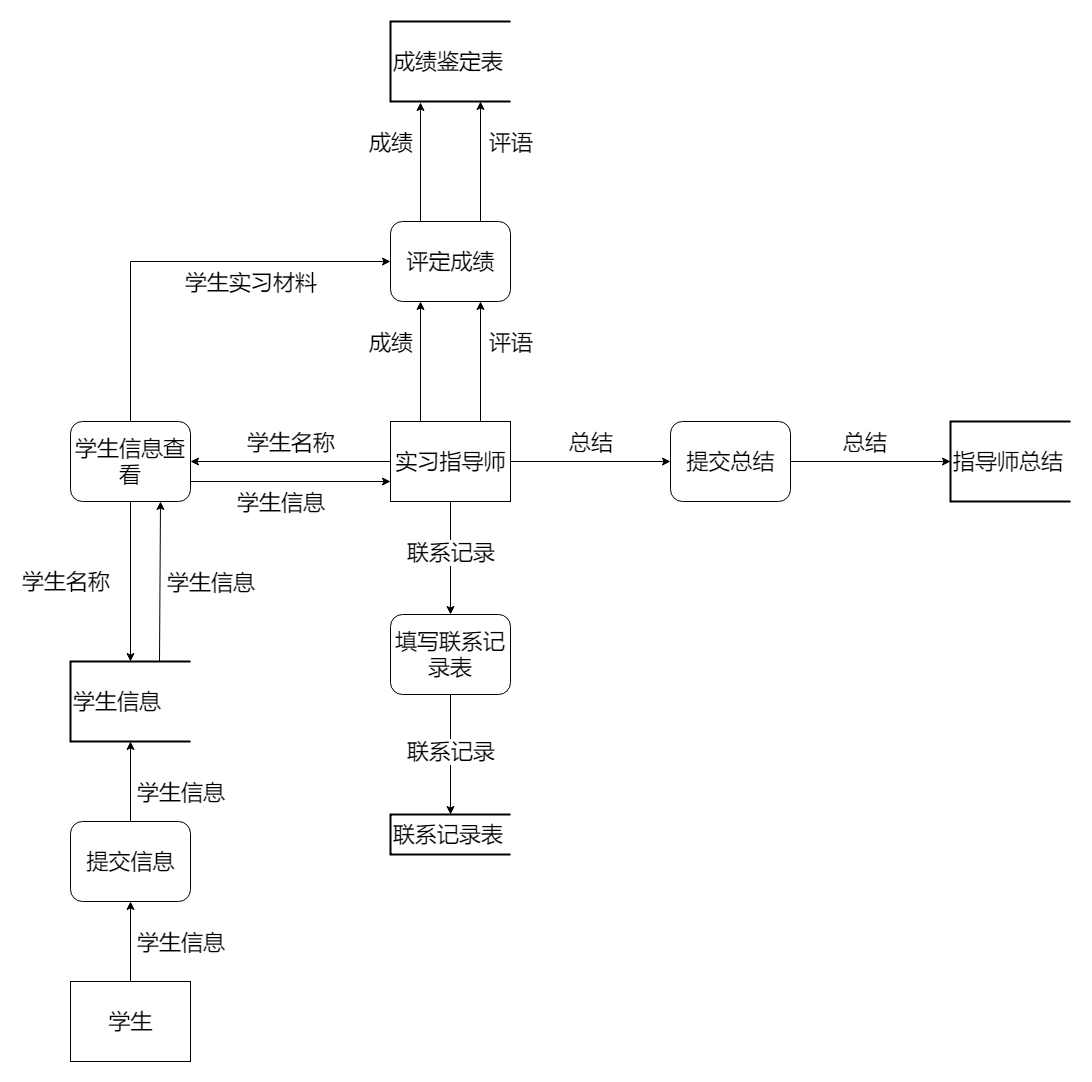 成绩鉴定表
成绩
评语
评定成绩
学生实习材料
成绩
评语
学生信息查
看
学生名称
实习指导师
总结
提交总结
总结
指导师总结
学生信息
联系记录
学生名称
学生信息
填写联系记
录表
学生信息
联系记录
学生信息
联系记录表
提交信息
学生信息
学生